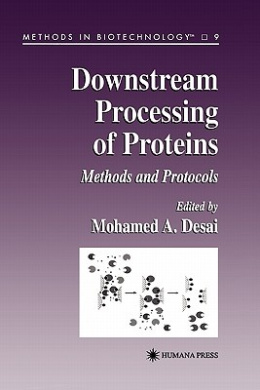 METHODS IN BIOTECHNOLOGY™ □ 9
Downstream
Processing
of Proteins
Methods and Protocols
Edited by
Mohamed A. Desai
HUMANA PRESS